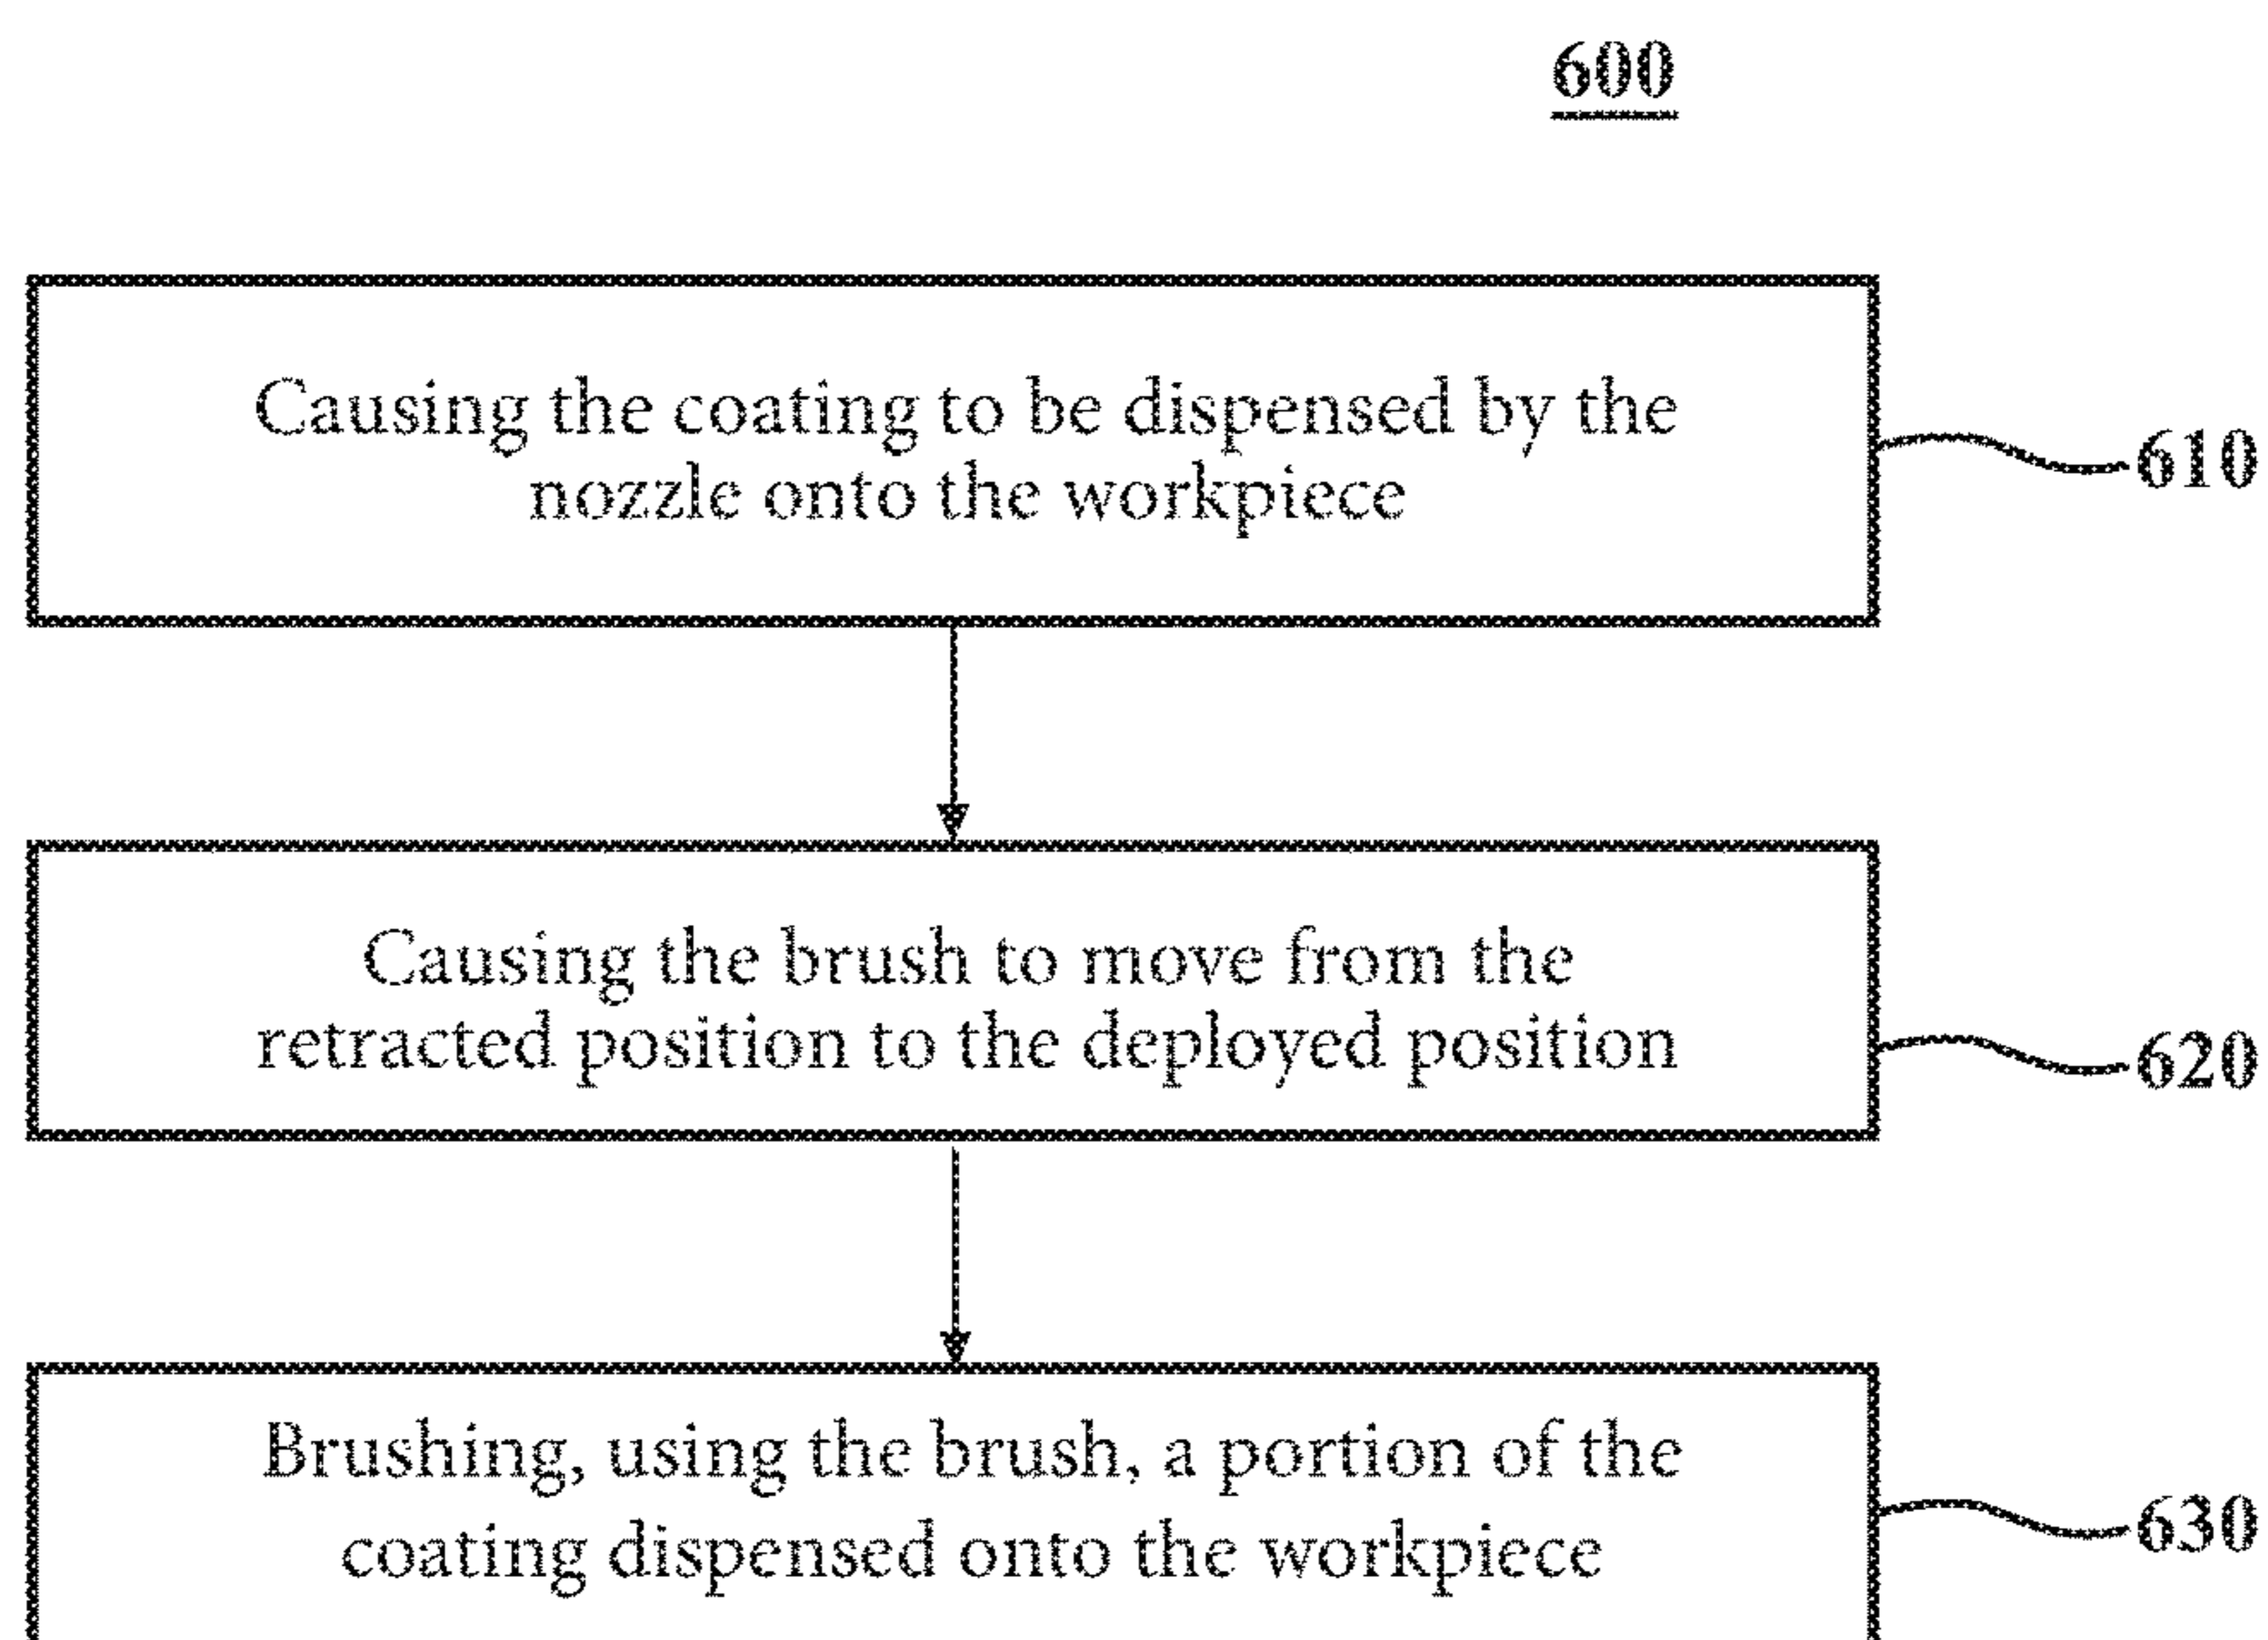 600
Causing the coating to be dispensed by the
nozzle onto the workpiece
610
Causing the brush to move from the
retracted position to the deployed position
620
Brushing, using the brush, a portion of the
coating dispensed onto the workpiece
630